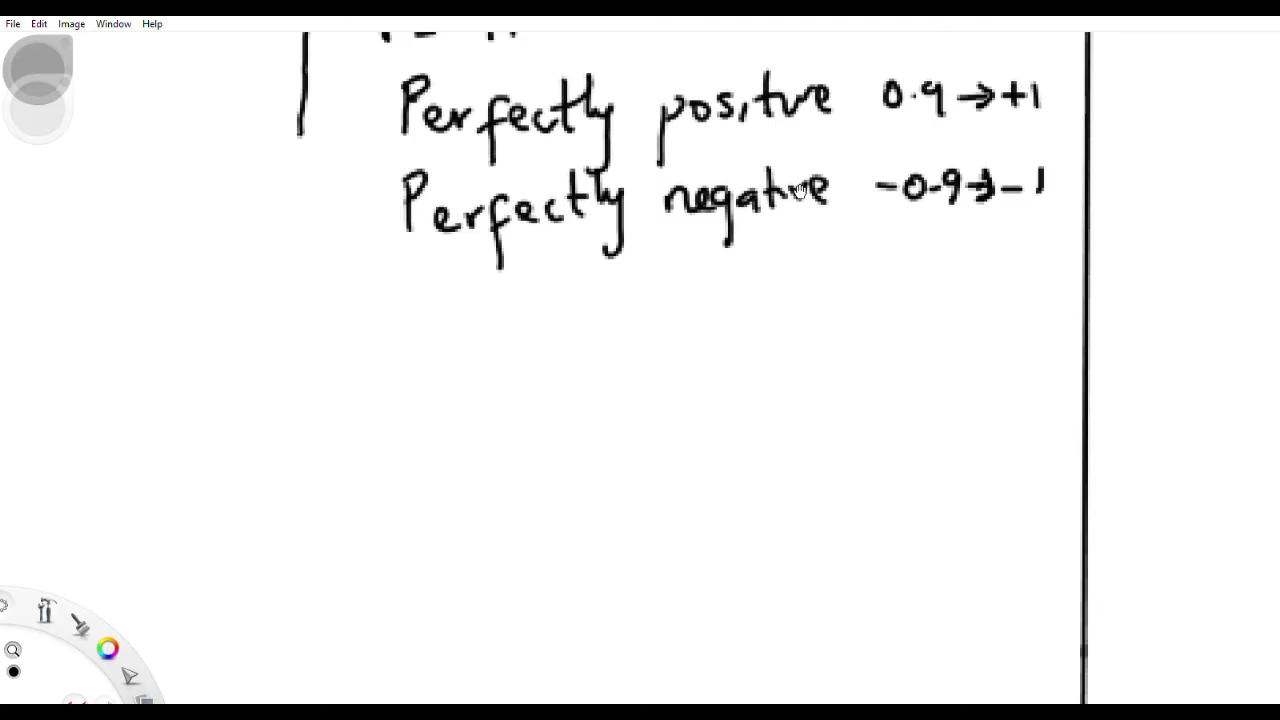 File Edit Image Window Help
Perfectly positive 0.9 → +1
Perfectly negative -0.9 → -1